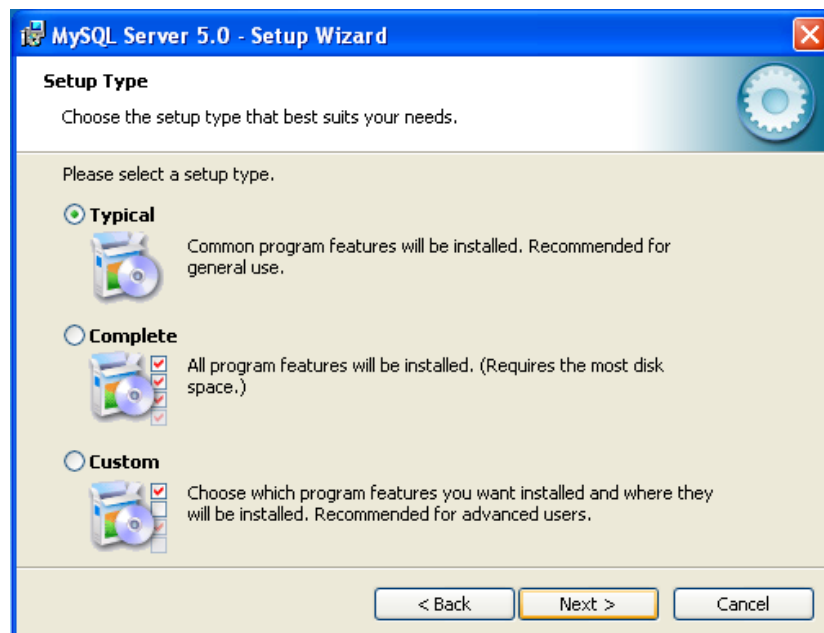 MySQL Server 5.0 - Setup Wizard
Setup Type
Choose the setup type that best suits your needs.
Please select a setup type.
Typical
Common program features will be installed. Recommended for
general use.
Complete
All program features will be installed. (Requires the most disk
space.)
Custom
Choose which program features you want installed and where they
will be installed. Recommended for advanced users.
< Back
Next >
Cancel